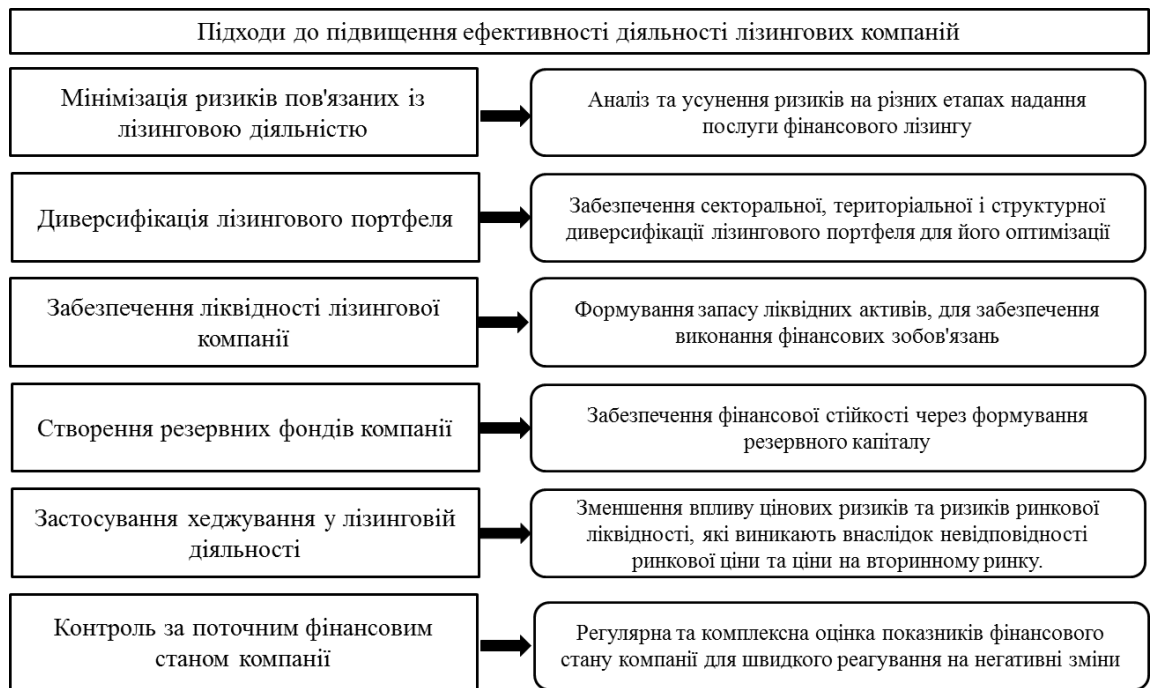 Підходи до підвищення ефективності діяльності лізингових компаній
Мінімізація ризиків пов'язаних із
лізинговою діяльністю
Аналіз та усунення ризиків на різних етапах надання
послуги фінансового лізингу
Диверсифікація лізингового портфеля
Забезпечення секторальної, територіальної і структурної
диверсифікації лізингового портфеля для його оптимізації
Забезпечення ліквідності лізингової
компанії
Формування запасу ліквідних активів, для забезпечення
виконання фінансових зобов'язань
Створення резервних фондів компанії
Забезпечення фінансової стійкості через формування
резервного капіталу
Застосування хеджування у лізинговій
діяльності
Зменшення впливу цінових ризиків та ризиків ринкової
ліквідності, які виникають внаслідок невідповідності
ринкової ціни та ціни на вторинному ринку.
Контроль за поточним фінансовим
станом компанії
Регулярна та комплексна оцінка показників фінансового
стану компанії для швидкого реагування на негативні зміни